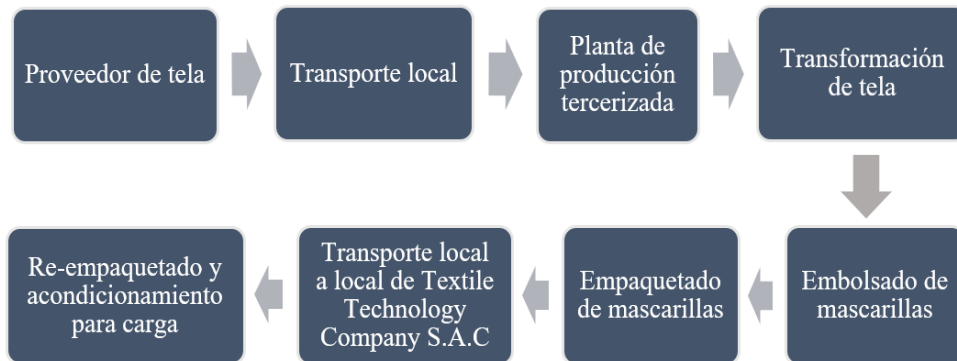 Proveedor de tela
Transporte local
Planta de
producción
tercerizada
Transformación
de tela
Re-empaquetado y
acondicionamiento
para carga
Transporte local
a local de Textile
Technology
Company S.A.C
Empaquetado
de mascarillas
Embolsado de
mascarillas